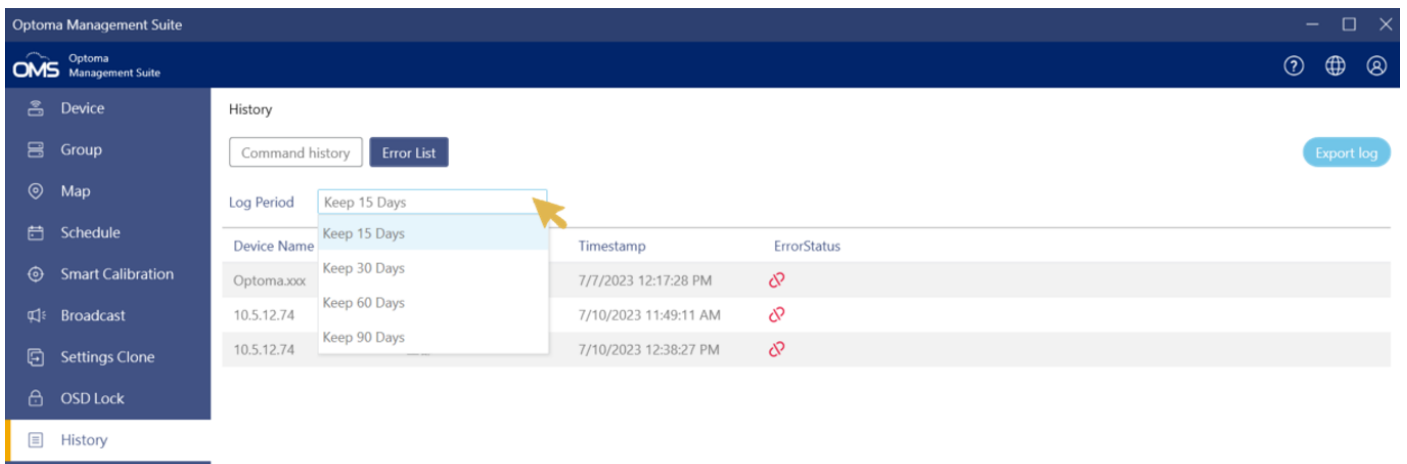 Optoma Management Suite
OMS Optoma
Management Suite
Device
Group
Map
Schedule
Smart Calibration
Broadcast
Settings Clone
OSD Lock
History
History
Command history Error List Export log
Log Period Keep 15 Days
Keep 15 Days
Keep 30 Days
Keep 60 Days
Keep 90 Days
Device Name Timestamp ErrorStatus
Optoma.xxx 7/7/2023 12:17:28 PM
10.5.12.74 7/10/2023 11:49:11 AM
10.5.12.74 7/10/2023 12:38:27 PM